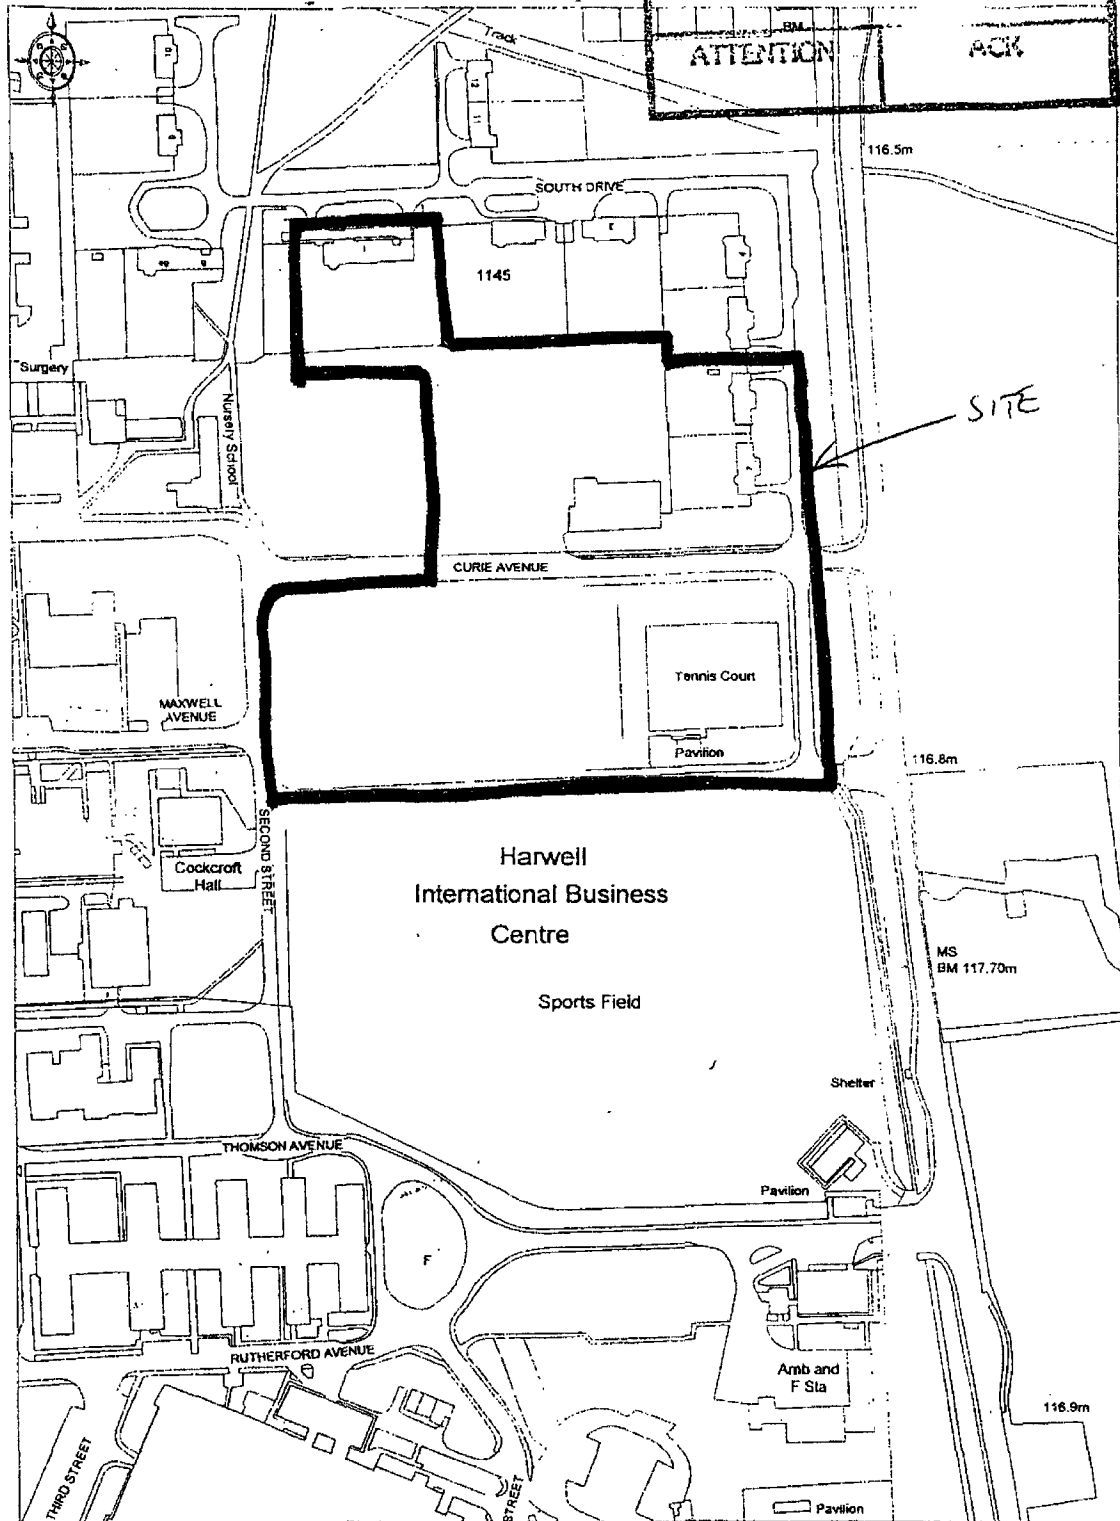 BM
ATTENTION
ACK
Track
12
116.5m
SOUTH DRIVE
1145
Surgery
SITE
Nursery School
CURIE AVENUE
Tennis Court
MAXWELL
AVENUE
Pavilion
116.8m
SECOND STREET
Cockcroft
Hall
Harwell
International Business
Centre
MS
BM 117.70m
Sports Field
Shelter
THOMSON AVENUE
Pavilion
F
RUTHERFORD AVENUE
Amb and
F Sta
116.9m
THIRD STREET
STREET
Pavilion